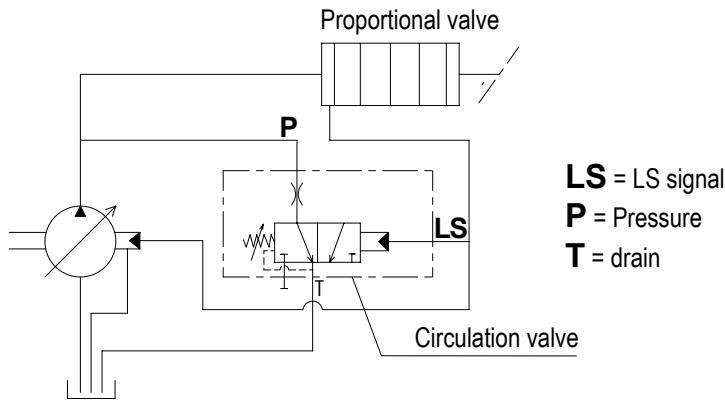 Proportional valve
P
LS
T
Circulation valve
LS = LS signal
P = Pressure
T = drain